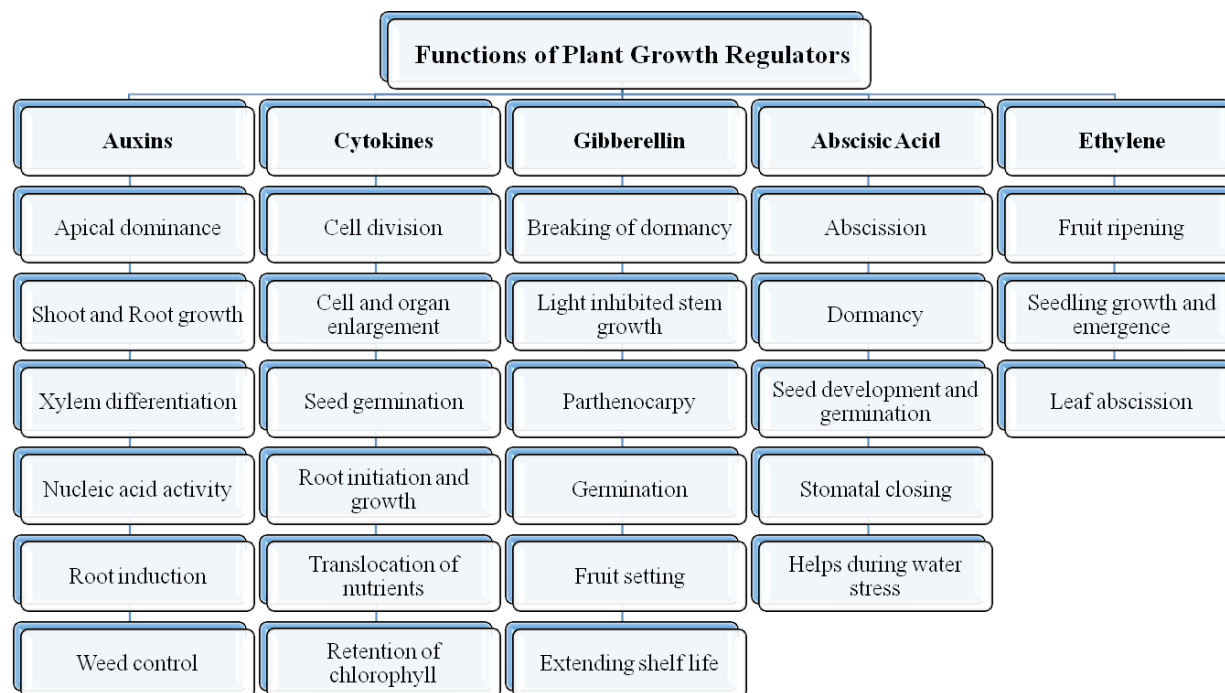 Functions of Plant Growth Regulators
Auxins
Apical dominance
Shoot and Root growth
Xylem differentiation
Nucleic acid activity
Root induction
Weed control
Cytokines
Cell division
Cell and organ
enlargement
Seed germination
Root initiation and
growth
Translocation of
nutrients
Retention of
chlorophyll
Gibberellin
Breaking of dormancy
Light inhibited stem
growth
Parthenocarpy
Germination
Fruit setting
Extending shelf life
Abscisic Acid
Abscission
Dormancy
Seed development and
germination
Stomatal closing
Helps during water
stress
Ethylene
Fruit ripening
Seedling growth and
emergence
Leaf abscission